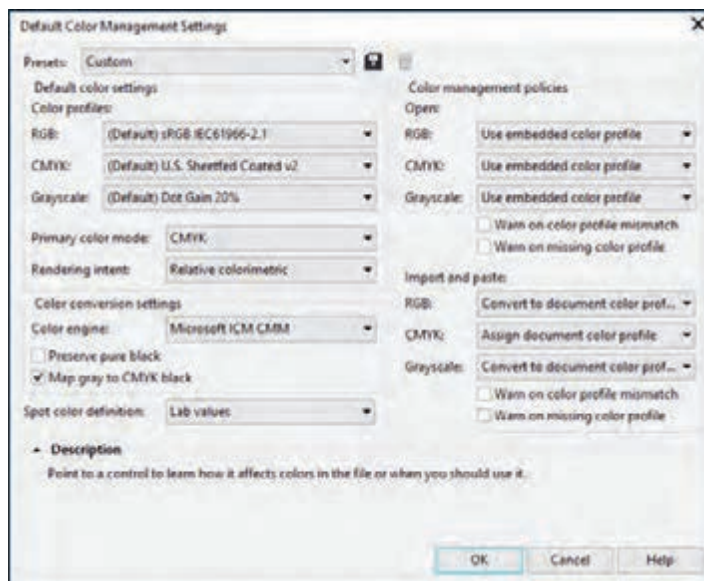 Default Color Management Settings
Presets: Custom
Default color settings
Color profiles:
RGB: (Default) sRGB IEC61966-2.1
CMYK: (Default) U.S. Sheetfed Coated v2
Grayscale: (Default) Dot Gain 20%
Primary color mode: CMYK
Rendering intent: Relative colorimetric
Color conversion settings
Color engine: Microsoft ICM CMM
Preserve pure black
Map gray to CMYK black
Spot color definition: Lab values
Color management policies
Open:
RGB: Use embedded color profile
CMYK: Use embedded color profile
Grayscale: Use embedded color profile
Warn on color profile mismatch
Warn on missing color profile
Import and paste:
RGB: Convert to document color prof...
CMYK: Assign document color profile
Grayscale: Convert to document color prof...
Warn on color profile mismatch
Warn on missing color profile
Description
Point to a control to learn how it affects colors in the file or when you should use it.
OK Cancel Help